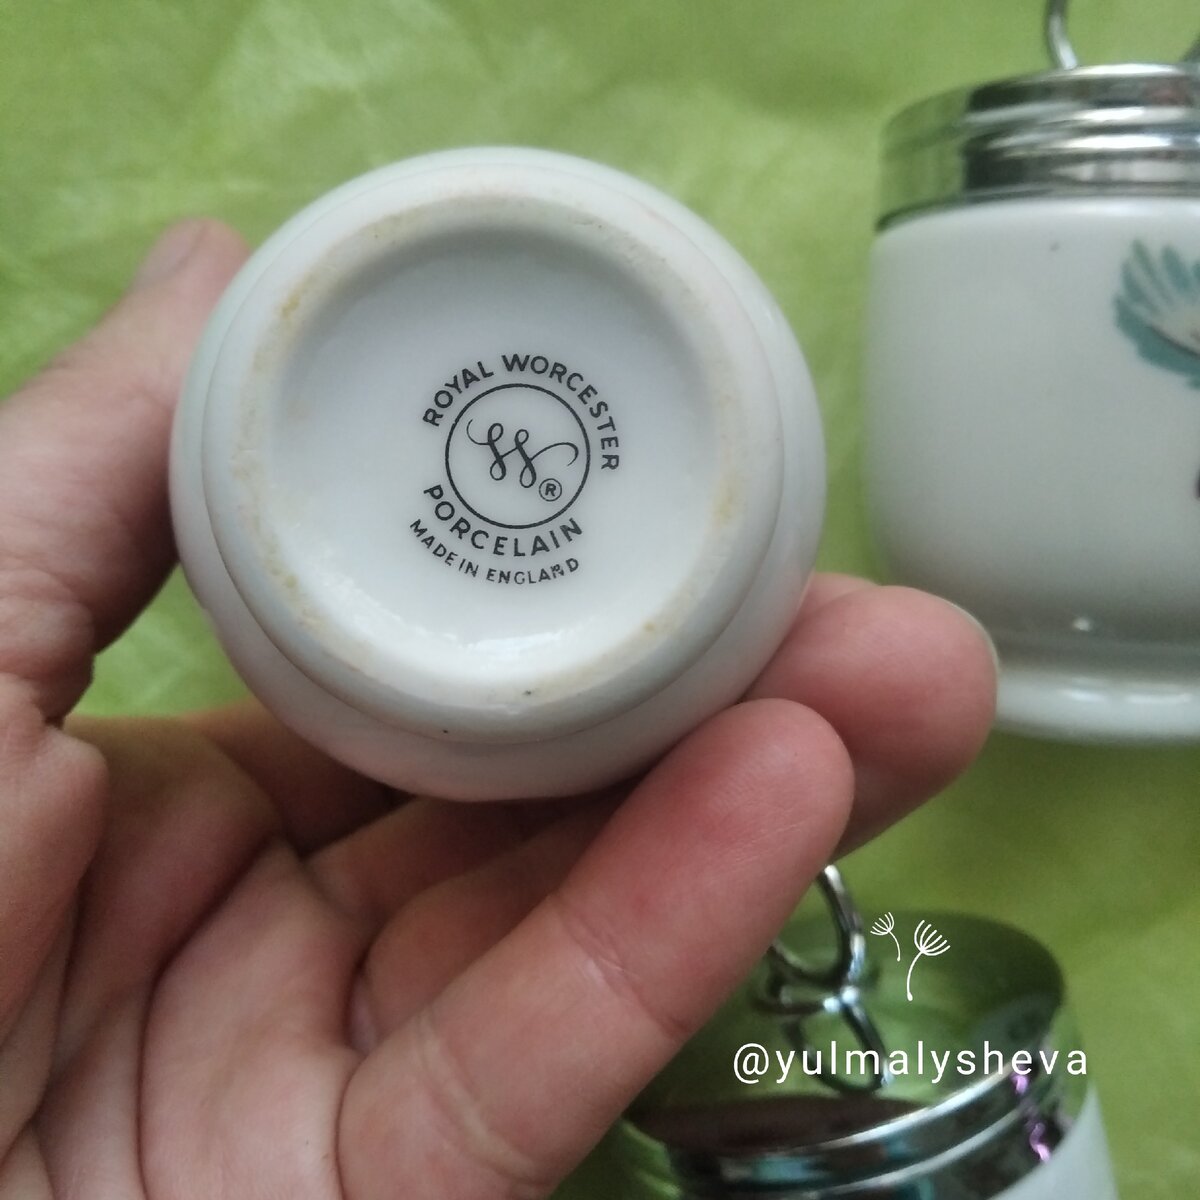 ROYAL WORCESTER
W
®
PORCELAIN
MADE IN ENGLAND
@yulmalysheva